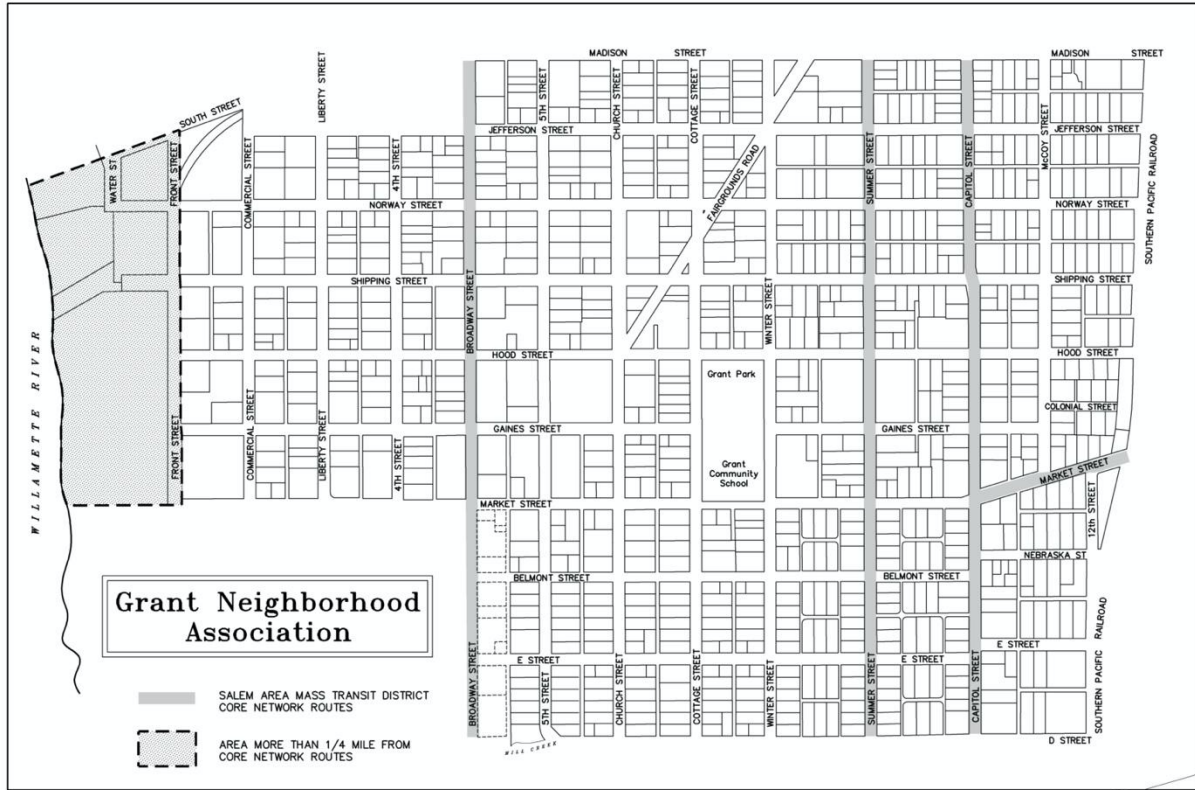 MADISON STREET
MADISON STREET
LIBERTY STREET
5TH STREET
CHURCH STREET
COTTAGE STREET
SOUTH STREET
JEFFERSON STREET
JEFFERSON STREET
McCOY STREET
WATER ST
FRONT STREET
COMMERCIAL STREET
4TH STREET
FAIRGROUNDS ROAD
SUMMER STREET
CAPITOL STREET
SOUTHERN PACIFIC RAILROAD
NORWAY STREET
NORWAY STREET
SHIPPING STREET
SHIPPING STREET
BROADWAY STREET
WINTER STREET
HOOD STREET
HOOD STREET
WILLAMETTE RIVER
Grant Park
COLONIAL STREET
FRONT STREET
COMMERCIAL STREET
LIBERTY STREET
4TH STREET
GAINES STREET
GAINES STREET
Grant
Community
School
MARKET STREET
MARKET STREET
12th STREET
NEBRASKA ST
BELMONT STREET
BELMONT STREET
Grant Neighborhood
Association
E STREET
E STREET
E STREET
BROADWAY STREET
5TH STREET
CHURCH STREET
COTTAGE STREET
WINTER STREET
SUMMER STREET
CAPITOL STREET
SOUTHERN PACIFIC RAILROAD
D STREET
MILL CREEK
SALEM AREA MASS TRANSIT DISTRICT
CORE NETWORK ROUTES
AREA MORE THAN 1/4 MILE FROM
CORE NETWORK ROUTES